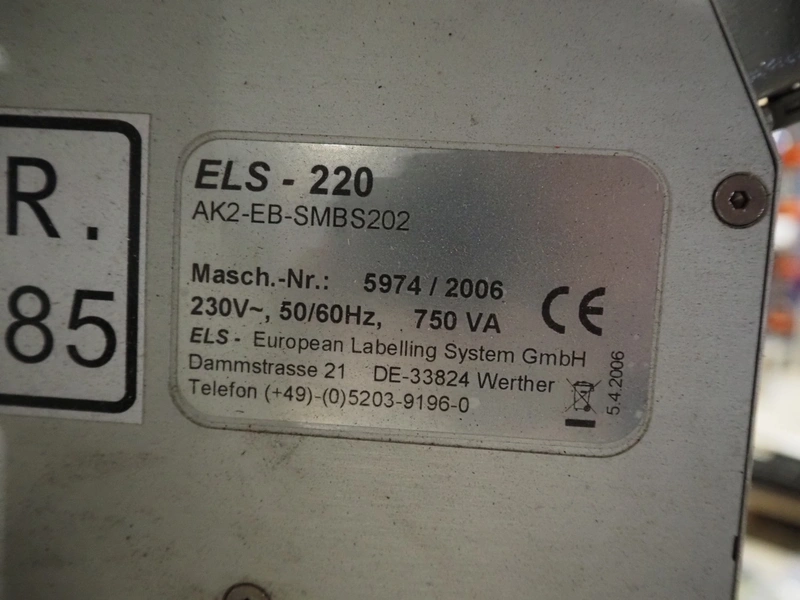 R.
85
ELS - 220
AK2-EB-SMBS202
Masch.-Nr.: 5974 / 2006
230V~, 50/60Hz, 750 VA
CE
ELS - European Labelling System GmbH
Dammstrasse 21 DE-33824 Werther
Telefon (+49)-(0)5203-9196-0
5.4.2006